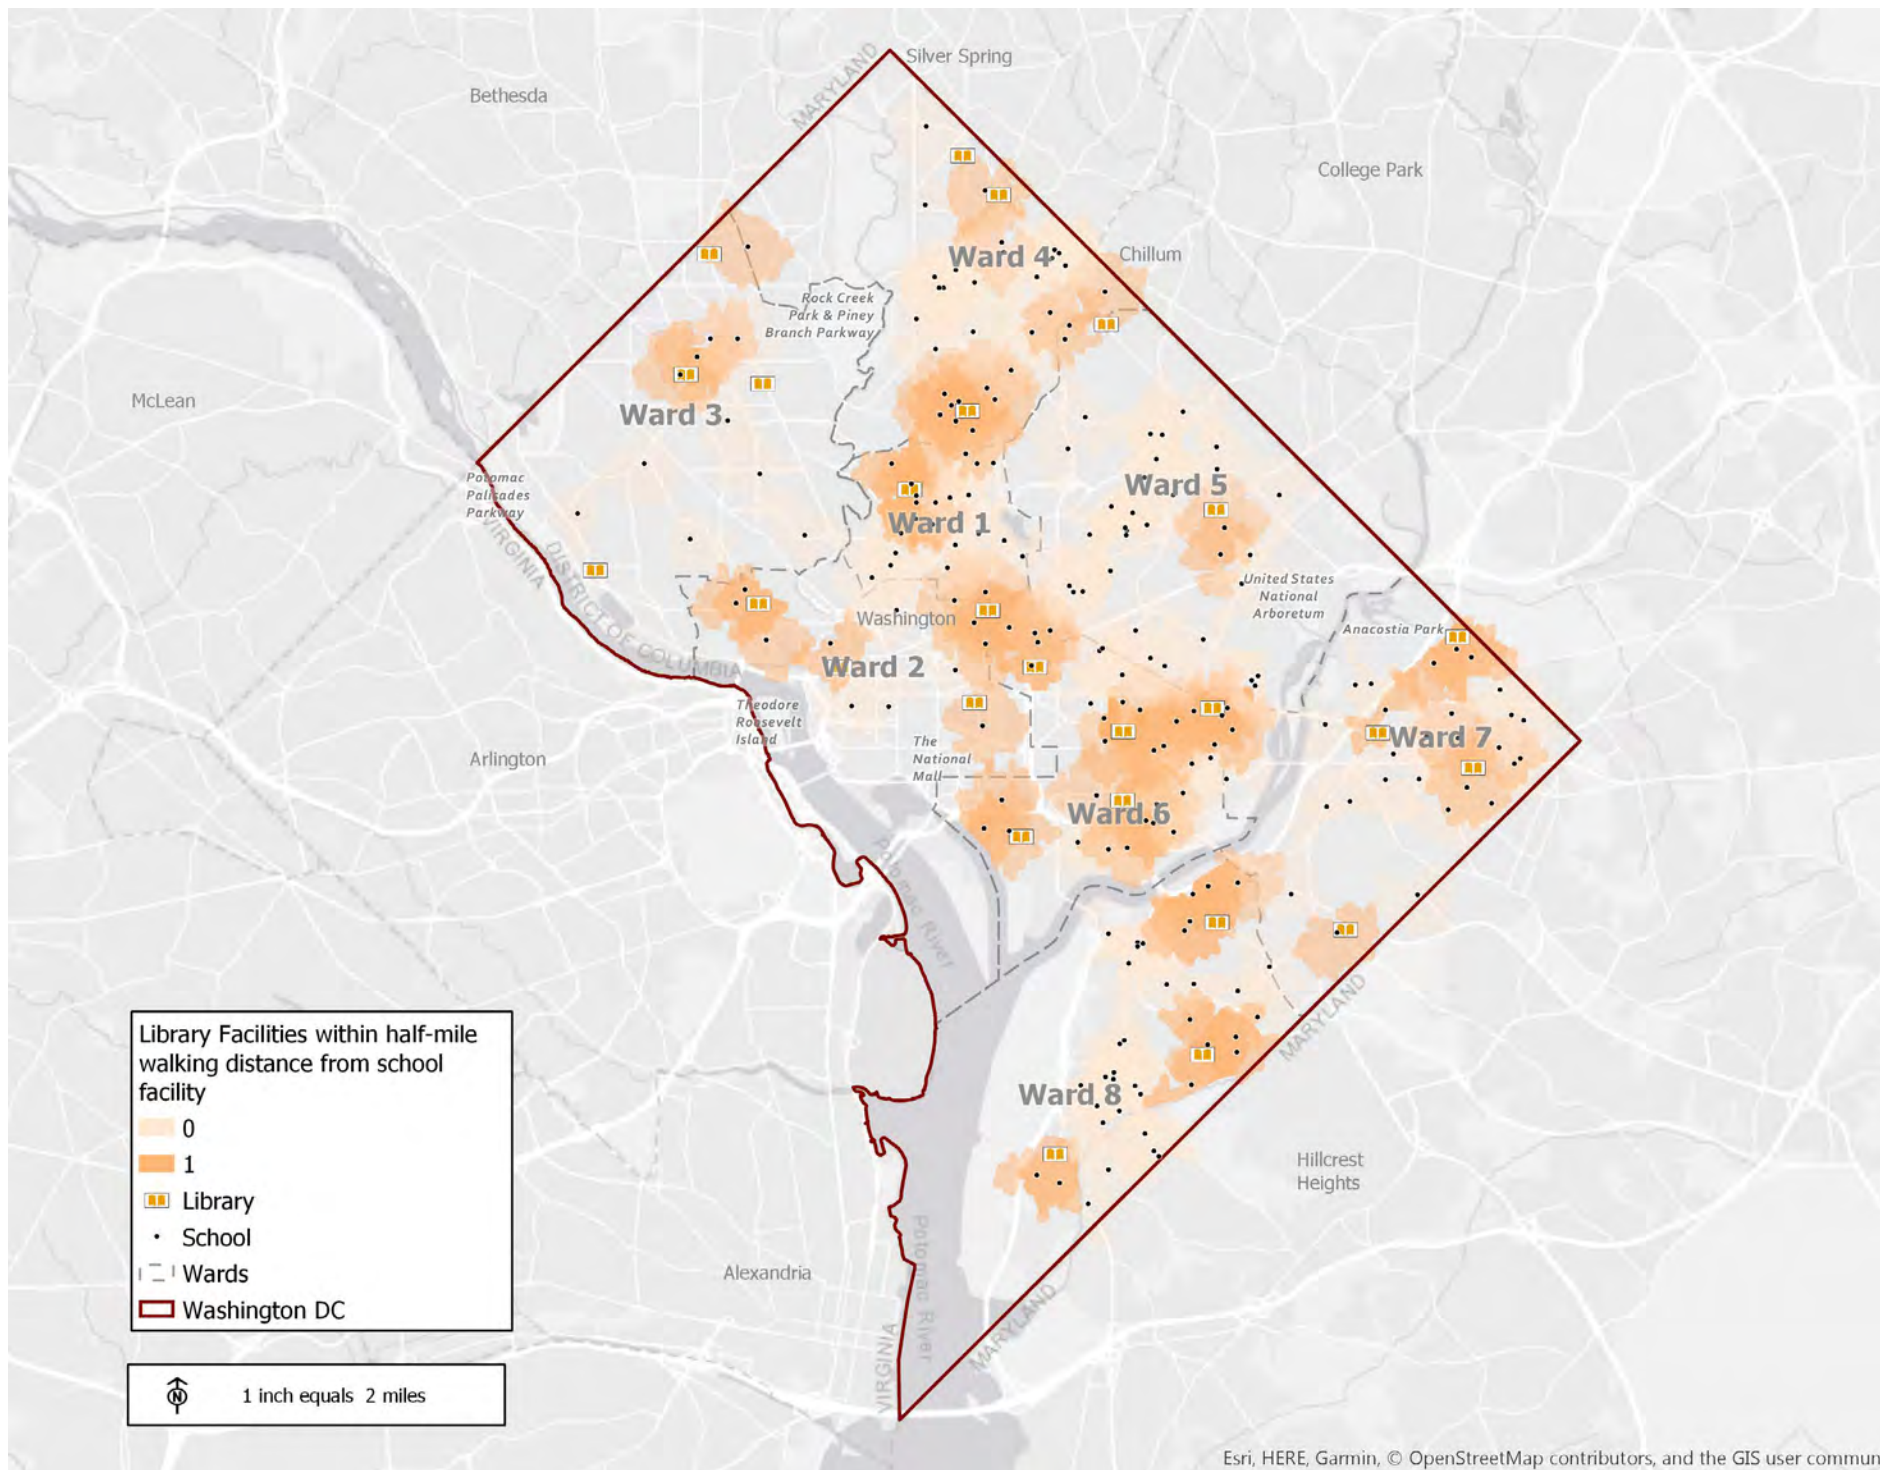 Silver Spring
MARYLAND
Bethesda
College Park
Ward 4
Chillum
Rock Creek
Park & Piney
Branch Parkway
McLean
Ward 3
Potomac
Palisades
Parkway
Ward 5
VIRGINIA
DISTRICT OF COLUMBIA
Ward 1
United States
National
Arboretum
Washington
Anacostia Park
Ward 2
Theodore
Roosevelt
Island
The
National
Mall
Ward 7
Arlington
Ward 6
Potomac River
MARYLAND
Ward 8
Hillcrest
Heights
Alexandria
Potomac River
MARYLAND
VIRGINIA
Library Facilities within half-mile
walking distance from school
facility
0
1
Library
School
Wards
Washington DC
N
1 inch equals 2 miles
Esri, HERE, Garmin, © OpenStreetMap contributors, and the GIS user commun